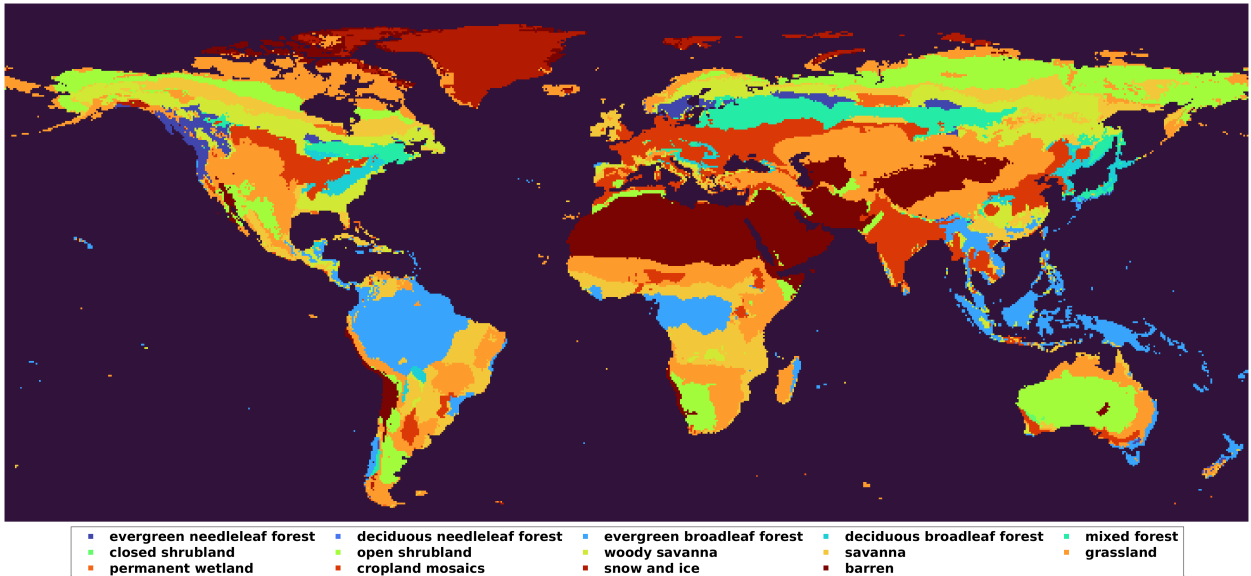 evergreen needleleaf forest deciduous needleleaf forest evergreen broadleaf forest deciduous broadleaf forest mixed forest
closed shrubland open shrubland woody savanna savanna grassland
permanent wetland cropland mosaics snow and ice barren